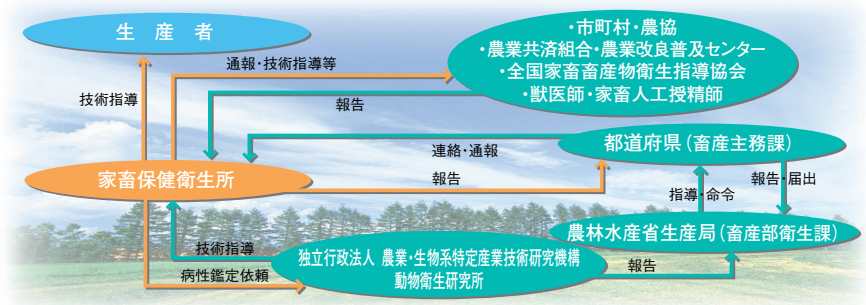 生 産 者
・市町村・農協
・農業共済組合・農業改良普及センター
・全国家畜畜産物衛生指導協会
・獣医師・家畜人工授精師
通報・技術指導等
技術指導
報告
都道府県（畜産主務課）
連絡・通報
家畜保健衛生所
報告
指導・命令
報告・届出
農林水産省生産局（畜産部衛生課）
技術指導
独立行政法人 農業・生物系特定産業技術研究機構
動物衛生研究所
報告
病性鑑定依頼